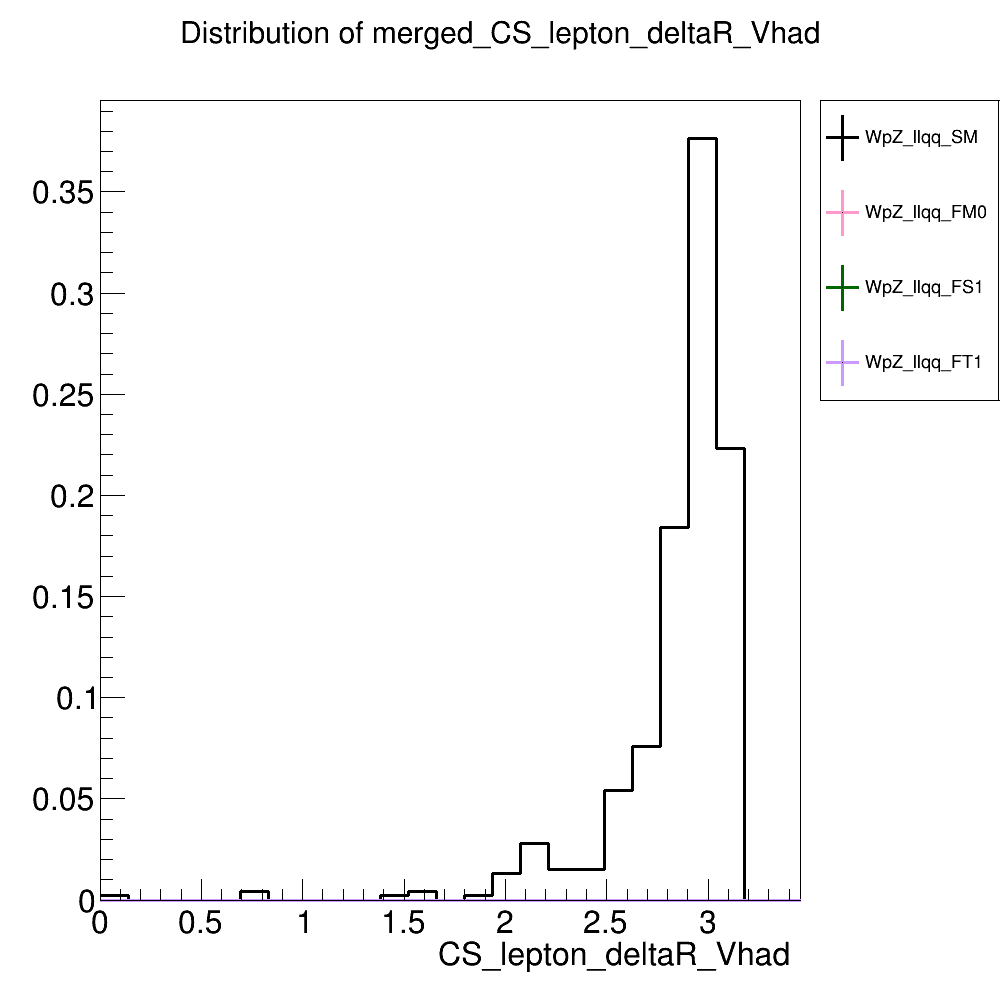 Distribution of merged_CS_lepton_deltaR_Vhad
WpZ_llqq_SM
WpZ_llqq_FM0
WpZ_llqq_FS1
WpZ_llqq_FT1
0.35
0.3
0.25
0.2
0.15
0.1
0.05
0
0 0.5 1 1.5 2 2.5 3
CS_lepton_deltaR_Vhad